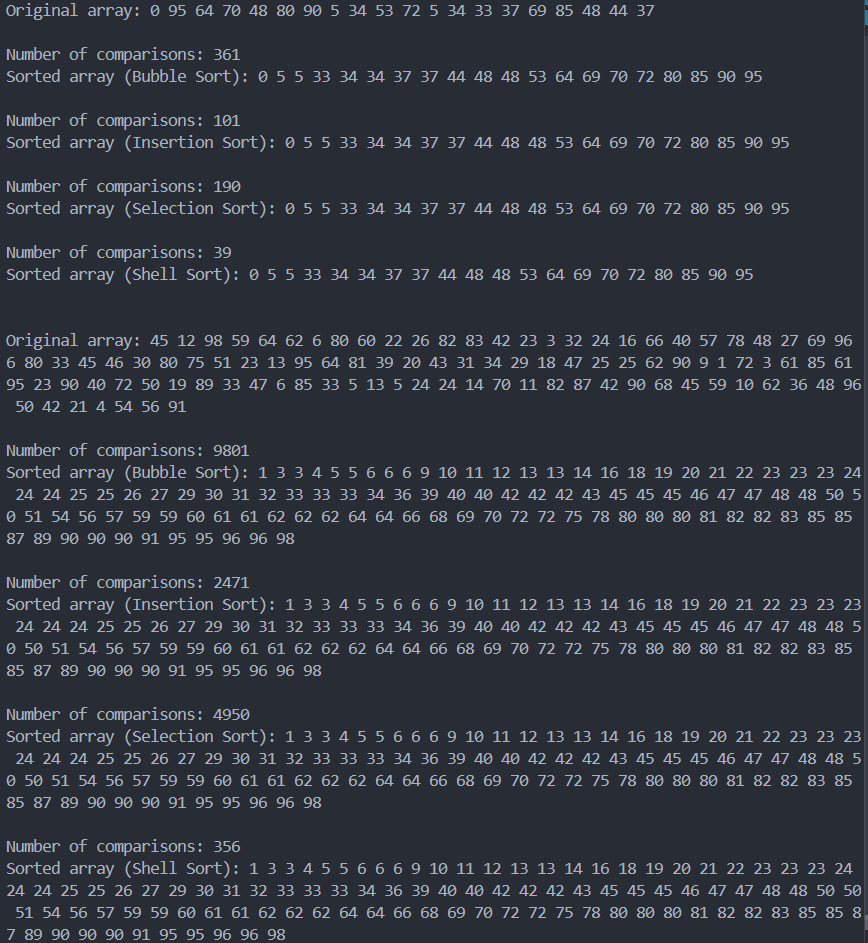 Original array: 0 95 64 70 48 80 90 5 34 53 72 5 34 33 37 69 85 48 44 37
Number of comparisons: 361
Sorted array (Bubble Sort): 0 5 5 33 34 34 37 37 44 48 48 53 64 69 70 72 80 85 90 95
Number of comparisons: 101
Sorted array (Insertion Sort): 0 5 5 33 34 34 37 37 44 48 48 53 64 69 70 72 80 85 90 95
Number of comparisons: 190
Sorted array (Selection Sort): 0 5 5 33 34 34 37 37 44 48 48 53 64 69 70 72 80 85 90 95
Number of comparisons: 39
Sorted array (Shell Sort): 0 5 5 33 34 34 37 37 44 48 48 53 64 69 70 72 80 85 90 95
Original array: 45 12 98 59 64 62 6 80 60 22 26 82 83 42 23 3 32 24 16 66 40 57 78 48 27 69 96
6 80 33 45 46 30 80 75 51 23 13 95 64 81 39 20 43 31 34 29 18 47 25 25 62 90 9 1 72 3 61 85 61
95 23 90 40 72 50 19 89 33 47 6 85 33 5 13 5 24 24 14 70 11 82 87 42 90 68 45 59 10 62 36 48 96
50 42 21 4 54 56 91
Number of comparisons: 9801
Sorted array (Bubble Sort): 1 3 3 4 5 5 6 6 6 9 10 11 12 13 13 14 16 18 19 20 21 22 23 23 23 24
24 24 25 25 26 27 29 30 31 32 33 33 33 34 36 39 40 40 42 42 42 43 45 45 45 46 47 47 48 48 50 5
0 51 54 56 57 59 59 60 61 61 62 62 62 64 64 66 68 69 70 72 72 75 78 80 80 80 81 82 82 83 85 85
87 89 90 90 90 91 95 95 96 96 98
Number of comparisons: 2471
Sorted array (Insertion Sort): 1 3 3 4 5 5 6 6 6 9 10 11 12 13 13 14 16 18 19 20 21 22 23 23 23
24 24 24 25 25 26 27 29 30 31 32 33 33 33 34 36 39 40 40 42 42 42 43 45 45 45 46 47 47 48 48 5
0 50 51 54 56 57 59 59 60 61 61 62 62 62 64 64 66 68 69 70 72 72 75 78 80 80 80 81 82 82 83 85
85 87 89 90 90 90 91 95 95 96 96 98
Number of comparisons: 4950
Sorted array (Selection Sort): 1 3 3 4 5 5 6 6 6 9 10 11 12 13 13 14 16 18 19 20 21 22 23 23 23
24 24 24 25 25 26 27 29 30 31 32 33 33 33 34 36 39 40 40 42 42 42 43 45 45 45 46 47 47 48 48 5
0 50 51 54 56 57 59 59 60 61 61 62 62 62 64 64 66 68 69 70 72 72 75 78 80 80 80 81 82 82 83 85
85 87 89 90 90 90 91 95 95 96 96 98
Number of comparisons: 356
Sorted array (Shell Sort): 1 3 3 4 5 5 6 6 6 9 10 11 12 13 13 14 16 18 19 20 21 22 23 23 23 24
24 24 25 25 26 27 29 30 31 32 33 33 33 34 36 39 40 40 42 42 42 43 45 45 45 46 47 47 48 48 50 50
51 54 56 57 59 59 60 61 61 62 62 62 64 64 66 68 69 70 72 72 75 78 80 80 80 81 82 82 83 85 85 8
7 89 90 90 90 91 95 95 96 96 98